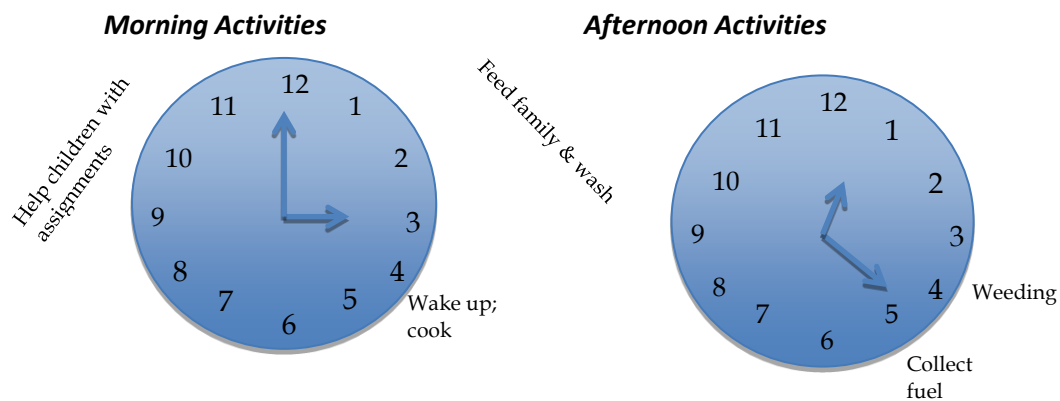 Morning Activities
Help children with
assignments
12
1
2
3
4
5
6
7
8
9
10
11
Wake up;
cook
Afternoon Activities
Feed family & wash
12
1
2
3
4
5
6
7
8
9
10
11
Weeding
Collect
fuel